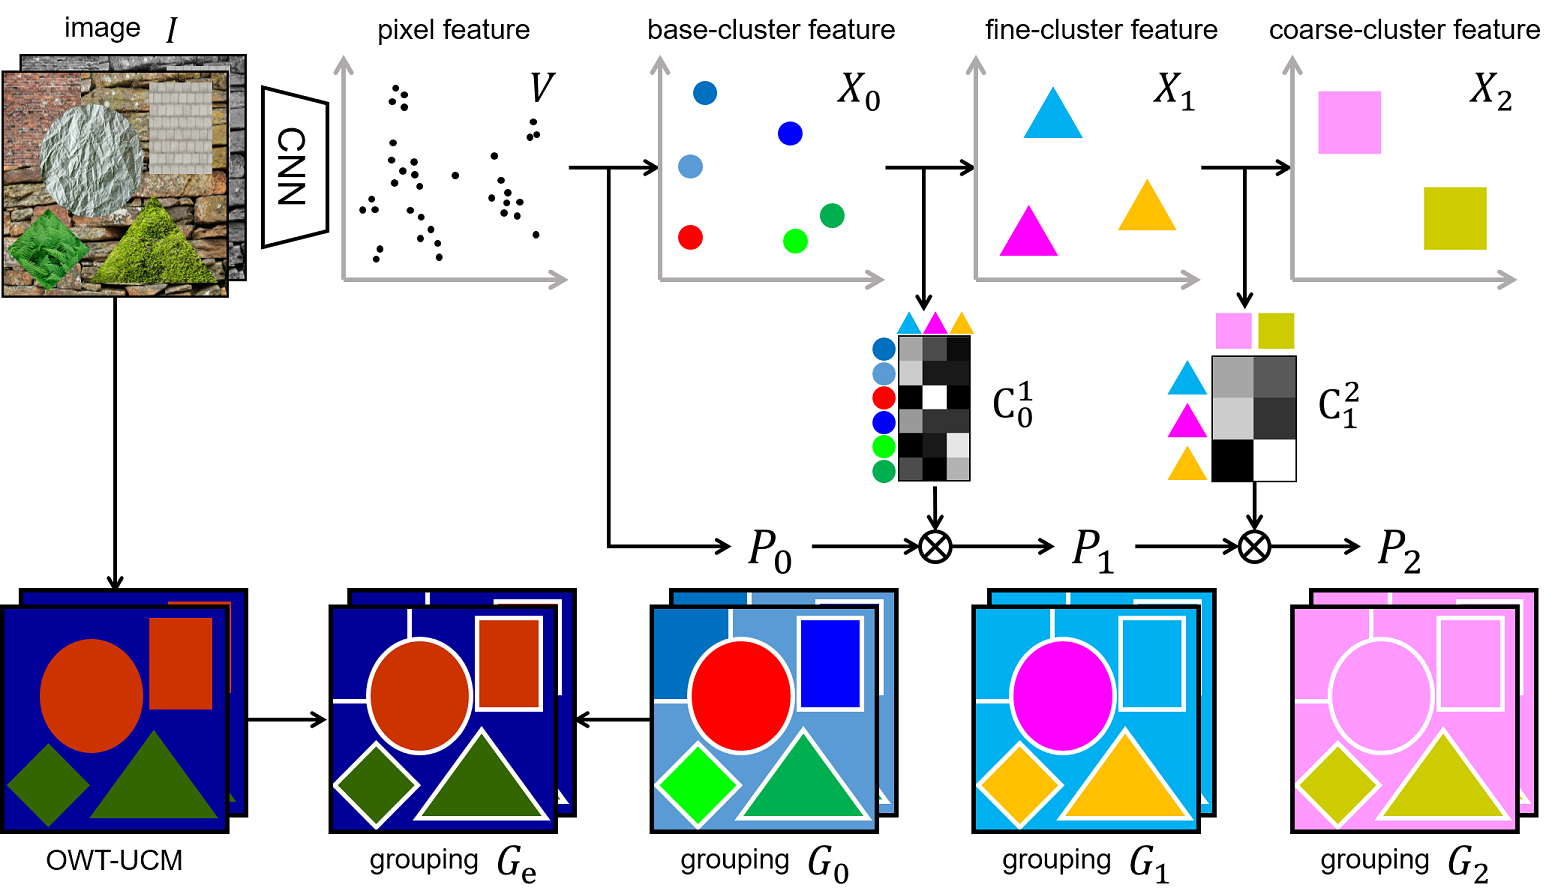 image I
pixel feature
base-cluster feature
fine-cluster feature
coarse-cluster feature
CNN
V
X₀
X₁
X₂
C₀¹
C₁²
P₀
P₁
P₂
OWT-UCM
grouping Gₑ
grouping G₀
grouping G₁
grouping G₂